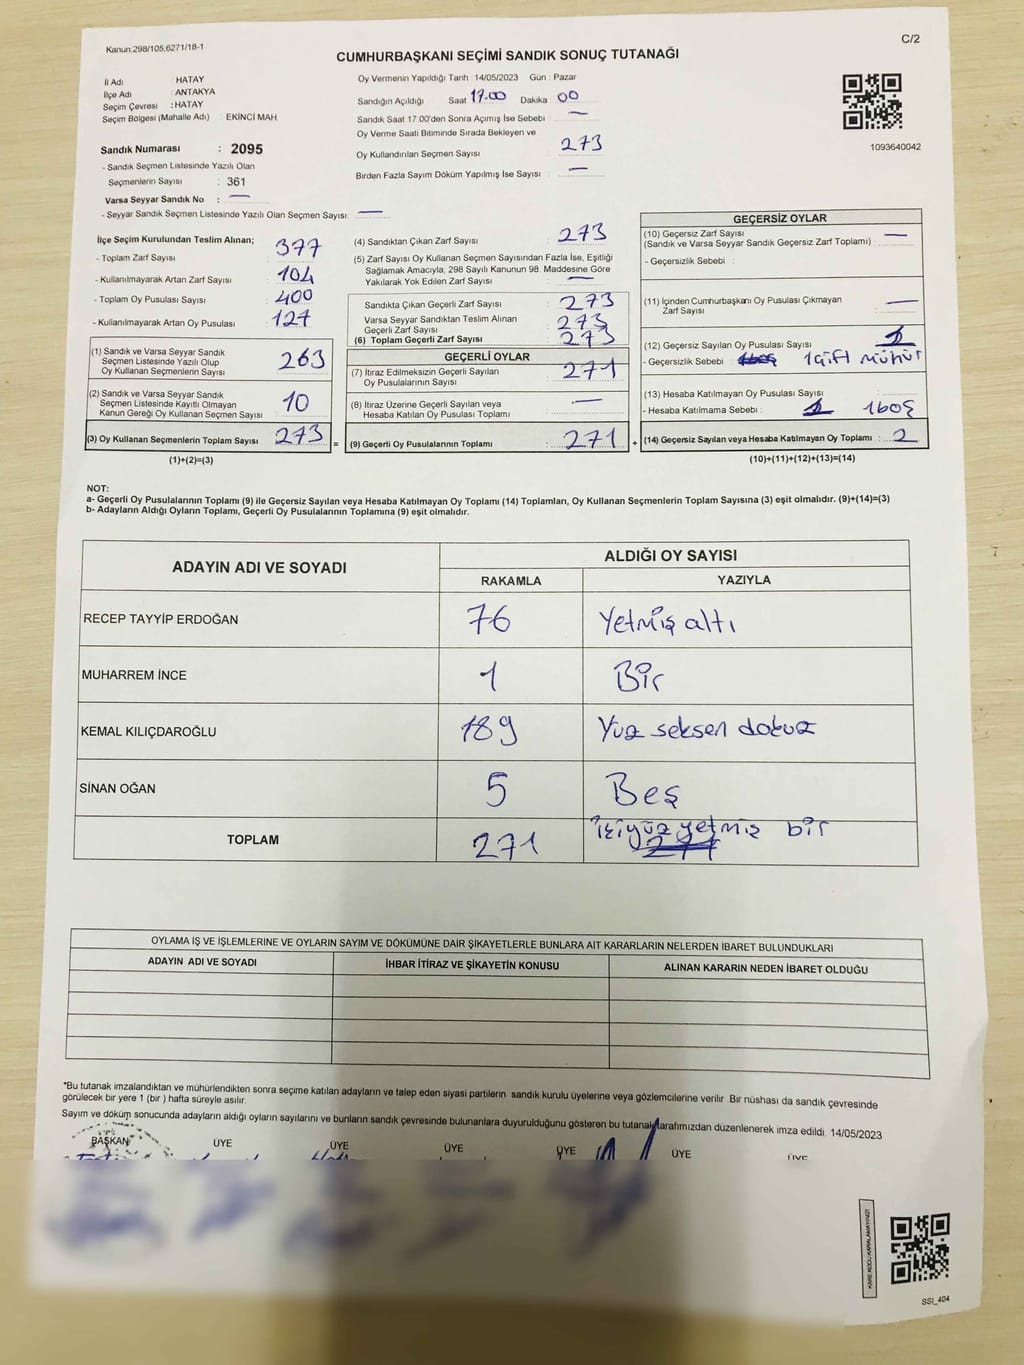 Kanun:298/105,6271/18-1
C/2
CUMHURBAŞKANI SEÇİMİ SANDIK SONUÇ TUTANAĞI
İl Adı HATAY
İlçe Adı : ANTAKYA
Seçim Çevresi : HATAY
Seçim Bölgesi (Mahalle Adı) : EKİNCİ MAH
Sandık Numarası : 2095
- Sandık Seçmen Listesinde Yazılı Olan
Seçmenlerin Sayısı : 361
Varsa Seyyar Sandık No : —
- Seyyar Sandık Seçmen Listesinde Yazılı Olan Seçmen Sayısı: —
Oy Vermenin Yapıldığı Tarih : 14/05/2023 Gün : Pazar
Sandığın Açıldığı Saat 17.00 Dakika 00
Sandık Saat 17.00'den Sonra Açmış İse Sebebi : —
Oy Verme Saati Bitiminde Sırada Bekleyen ve
Oy Kullandırılan Seçmen Sayısı : 273
Birden Fazla Sayım Döküm Yapılmış İse Sayısı : —
1093640042
İlçe Seçim Kurulundan Teslim Alınan;
- Toplam Zarf Sayısı : 377
- Kullanılmayarak Artan Zarf Sayısı : 104
- Toplam Oy Pusulası Sayısı : 400
- Kullanılmayarak Artan Oy Pusulası : 127
(1) Sandık ve Varsa Seyyar Sandık
Seçmen Listesinde Yazılı Olup
Oy Kullanan Seçmenlerin Sayısı : 263
(2) Sandık ve Varsa Seyyar Sandık
Seçmen Listesinde Kayıtlı Olmayan
Kanun Gereği Oy Kullanan Seçmen Sayısı : 10
(3) Oy Kullanan Seçmenlerin Toplam Sayısı : 273 =
(1)+(2)=(3)
(4) Sandıktan Çıkan Zarf Sayısı : 273
(5) Zarf Sayısı Oy Kullanan Seçmen Sayısından Fazla İse, Eşitliği
Sağlamak Amacıyla; 298 Sayılı Kanunun 98. Maddesine Göre
Yakılarak Yok Edilen Zarf Sayısı : —
Sandıkta Çıkan Geçerli Zarf Sayısı : 273
Varsa Seyyar Sandıktan Teslim Alınan
Geçerli Zarf Sayısı : 273
(6) Toplam Geçerli Zarf Sayısı : 273
GEÇERLİ OYLAR
(7) İtiraz Edilmeksizin Geçerli Sayılan
Oy Pusulalarının Sayısı : 271
(8) İtiraz Üzerine Geçerli Sayılan veya
Hesaba Katılan Oy Pusulası Toplamı : —
(9) Geçerli Oy Pusulalarının Toplamı : 271 +
GEÇERSİZ OYLAR
(10) Geçersiz Zarf Sayısı
(Sandık ve Varsa Seyyar Sandık Geçersiz Zarf Toplamı) : —
- Geçersizlik Sebebi :
(11) İçinden Cumhurbaşkanı Oy Pusulası Çıkmayan
Zarf Sayısı : —
(12) Geçersiz Sayılan Oy Pusulası Sayısı : 1
- Geçersizlik Sebebi : 1boş 1çift mühür
(13) Hesaba Katılmayan Oy Pusulası Sayısı :
- Hesaba Katılmama Sebebi : 1boş
(14) Geçersiz Sayılan veya Hesaba Katılmayan Oy Toplamı : 2
(10)+(11)+(12)+(13)=(14)
NOT:
a- Geçerli Oy Pusulalarının Toplamı (9) ile Geçersiz Sayılan veya Hesaba Katılmayan Oy Toplamı (14) Toplamları, Oy Kullanan Seçmenlerin Toplam Sayısına (3) eşit olmalıdır. (9)+(14)=(3)
b- Adayların Aldığı Oyların Toplamı, Geçerli Oy Pusulalarının Toplamına (9) eşit olmalıdır.
ADAYIN ADI VE SOYADI ALDIĞI OY SAYISI
RAKAMLA YAZIYLA
RECEP TAYYİP ERDOĞAN 76 Yetmiş altı
MUHARREM İNCE 1 Bir
KEMAL KILIÇDAROĞLU 189 Yüz seksen dokuz
SİNAN OĞAN 5 Beş
TOPLAM 271 İkiyüz yetmiş bir
271
OYLAMA İŞ VE İŞLEMLERİNE VE OYLARIN SAYIM VE DÖKÜMÜNE DAİR ŞİKAYETLERLE BUNLARA AİT KARARLARIN NELERDEN İBARET BULUNDUKLARI
ADAYIN ADI VE SOYADI İHBAR İTİRAZ VE ŞİKAYETİN KONUSU ALINAN KARARIN NEDEN İBARET OLDUĞU
*Bu tutanak imzalandıktan ve mühürlendikten sonra seçime katılan adayların ve talep eden siyasi partilerin sandık kurulu üyelerine veya gözlemcilerine verilir. Bir nüshası da sandık çevresinde
görülecek bir yere 1 (bir) hafta süreyle asılır.
Sayım ve döküm sonucunda adayların aldığı oyların sayılarını ve bunların sandık çevresinde bulunanlara duyurulduğunu gösteren bu tutanak tarafımızdan düzenlenerek imza edildi. 14/05/2023
BAŞKAN ÜYE ÜYE ÜYE ÜYE ÜYE ÜYE
KARE KODU KARALAMAYINIZ!
SSI_404